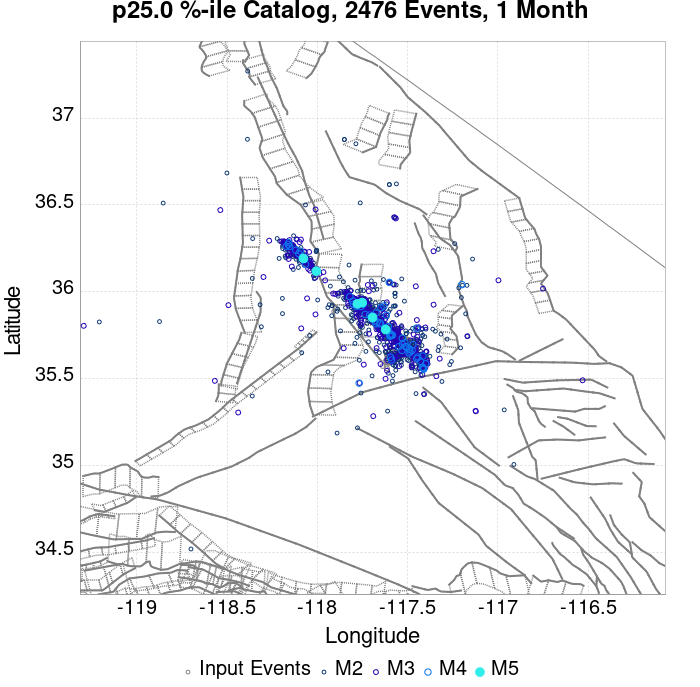 p25.0 %-ile Catalog, 2476 Events, 1 Month
37
36.5
36
35.5
35
34.5
Latitude
-119
-118.5
-118
-117.5
-117
-116.5
Longitude
Input Events
M2
M3
M4
M5